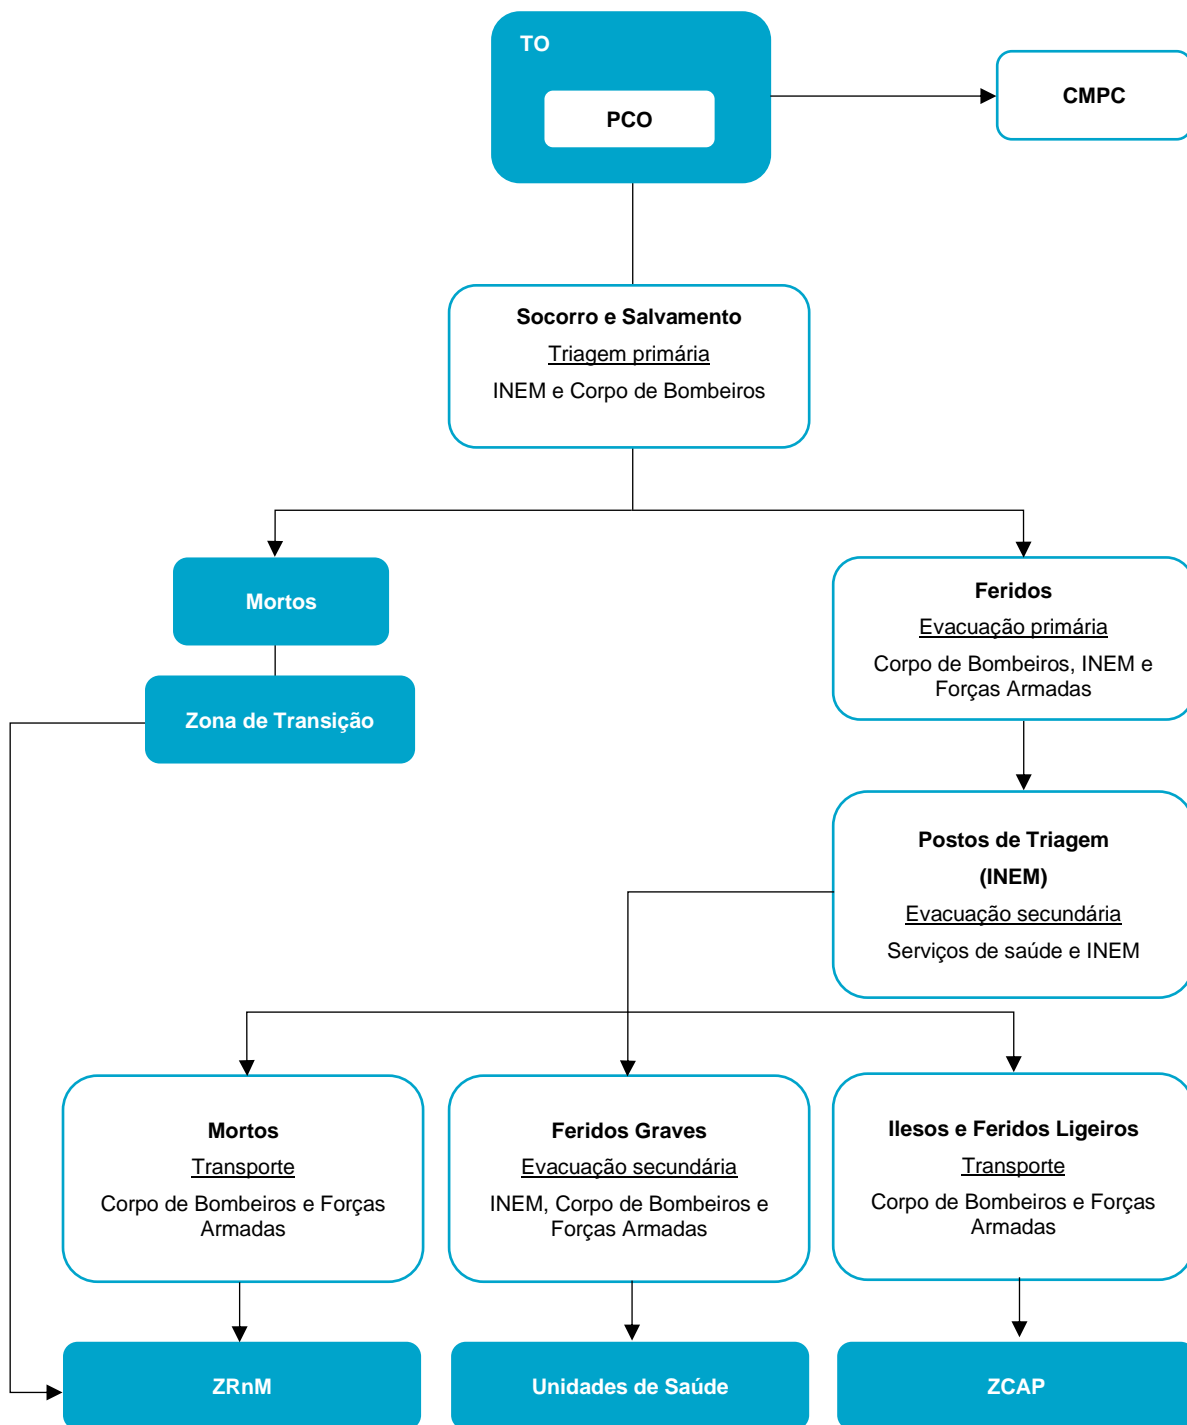 TO
PCO
CMPC
Socorro e Salvamento
Triagem primária
INEM e Corpo de Bombeiros
Mortos
Zona de Transição
Feridos
Evacuação primária
Corpo de Bombeiros, INEM e
Forças Armadas
Postos de Triagem
(INEM)
Evacuação secundária
Serviços de saúde e INEM
Mortos
Transporte
Corpo de Bombeiros e Forças
Armadas
Feridos Graves
Evacuação secundária
INEM, Corpo de Bombeiros e
Forças Armadas
Ilesos e Feridos Ligeiros
Transporte
Corpo de Bombeiros e Forças
Armadas
ZRnM
Unidades de Saúde
ZCAP